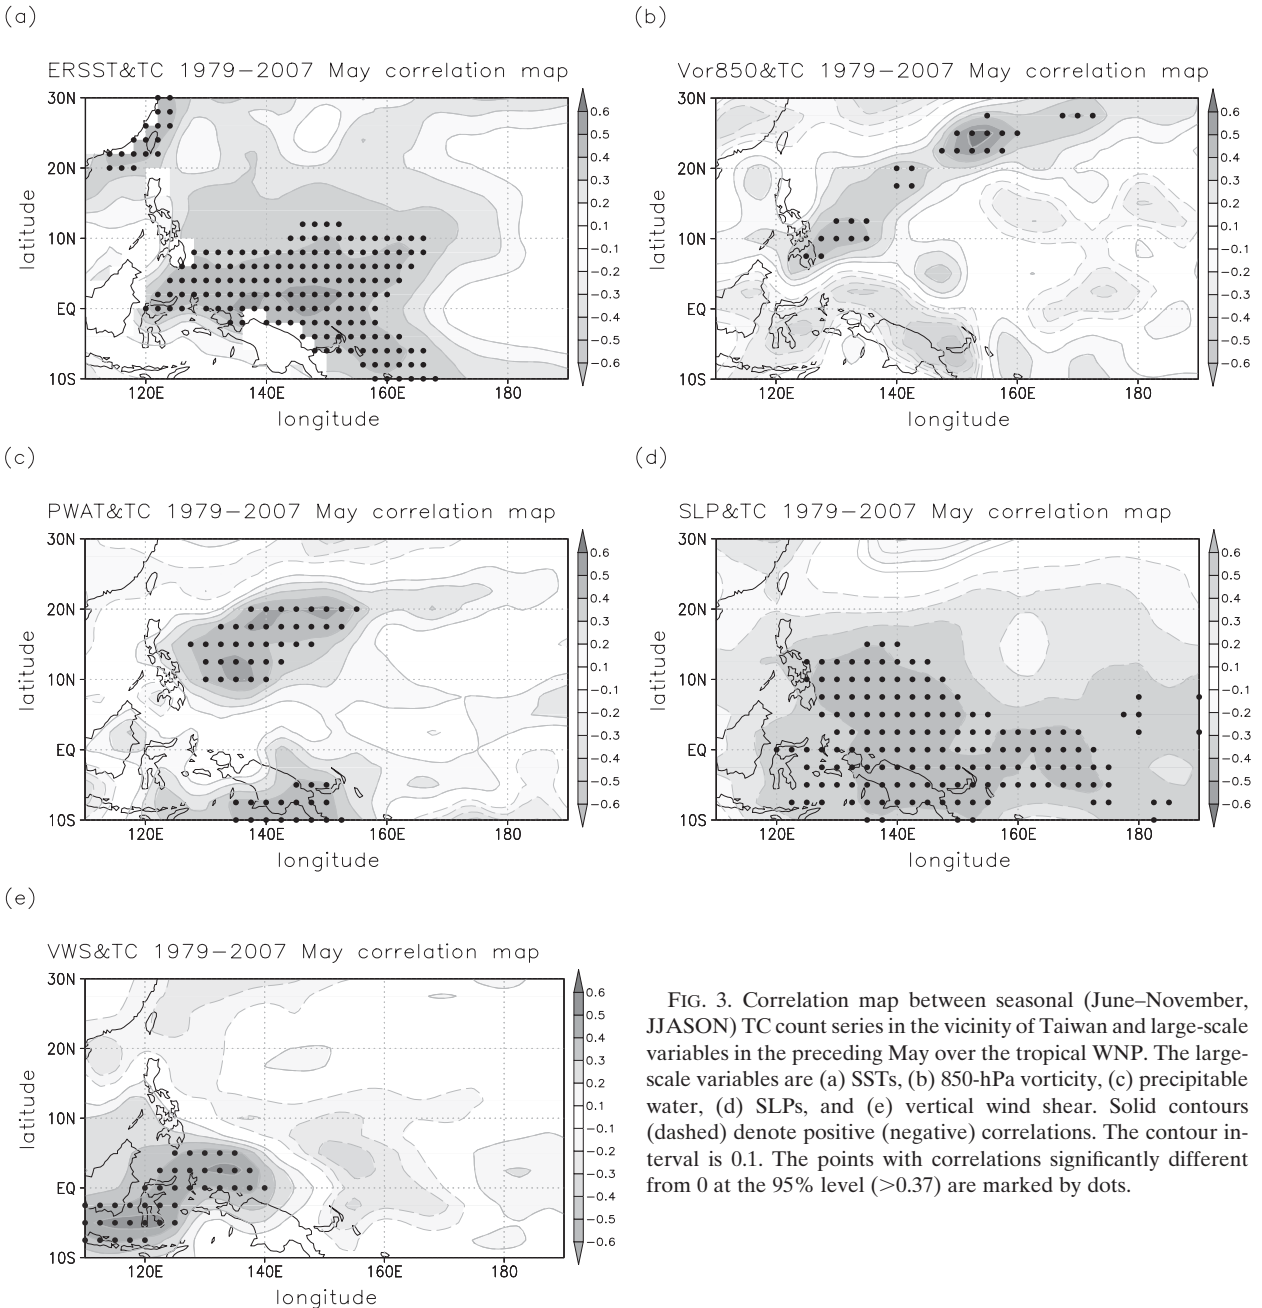 (a)
ERSST&TC 1979−2007 May correlation map
30N
20N
10N
EQ
10S
120E
140E
160E
180
latitude
longitude
0.6
0.5
0.4
0.3
0.2
0.1
−0.1
−0.2
−0.3
−0.4
−0.5
−0.6
(b)
Vor850&TC 1979−2007 May correlation map
30N
20N
10N
EQ
10S
120E
140E
160E
180
latitude
longitude
0.6
0.5
0.4
0.3
0.2
0.1
−0.1
−0.2
−0.3
−0.4
−0.5
−0.6
(c)
PWAT&TC 1979−2007 May correlation map
30N
20N
10N
EQ
10S
120E
140E
160E
180
latitude
longitude
0.6
0.5
0.4
0.3
0.2
0.1
−0.1
−0.2
−0.3
−0.4
−0.5
−0.6
(d)
SLP&TC 1979−2007 May correlation map
30N
20N
10N
EQ
10S
120E
140E
160E
180
latitude
longitude
0.6
0.5
0.4
0.3
0.2
0.1
−0.1
−0.2
−0.3
−0.4
−0.5
−0.6
(e)
VWS&TC 1979−2007 May correlation map
30N
20N
10N
EQ
10S
120E
140E
160E
180
latitude
longitude
0.6
0.5
0.4
0.3
0.2
0.1
−0.1
−0.2
−0.3
−0.4
−0.5
−0.6
FIG. 3. Correlation map between seasonal (June–November,
JJASON) TC count series in the vicinity of Taiwan and large-scale
variables in the preceding May over the tropical WNP. The large-
scale variables are (a) SSTs, (b) 850-hPa vorticity, (c) precipitable
water, (d) SLPs, and (e) vertical wind shear. Solid contours
(dashed) denote positive (negative) correlations. The contour in-
terval is 0.1. The points with correlations significantly different
from 0 at the 95% level (>0.37) are marked by dots.